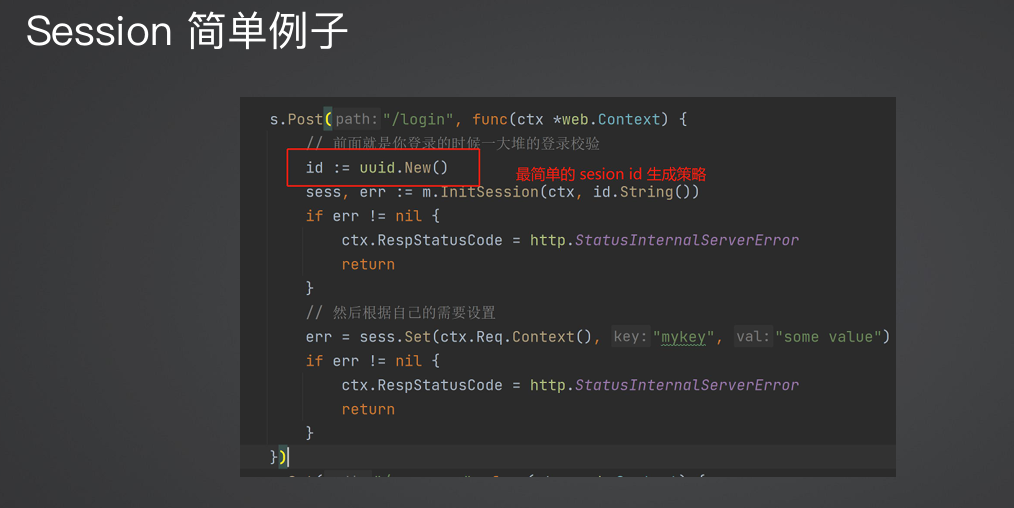 Session 简单例子
s.Post( path: "/login", func(ctx *web.Context) {
// 前面就是你登录的时候一大堆的登录校验
id := uuid.New()
最简单的 sesion id 生成策略
sess, err := m.InitSession(ctx, id.String())
if err != nil {
ctx.RespStatusCode = http.StatusInternalServerError
return
}
// 然后根据自己的需要设置
err = sess.Set(ctx.Req.Context(), key: "mykey", val: "some value")
if err != nil {
ctx.RespStatusCode = http.StatusInternalServerError
return
}
})